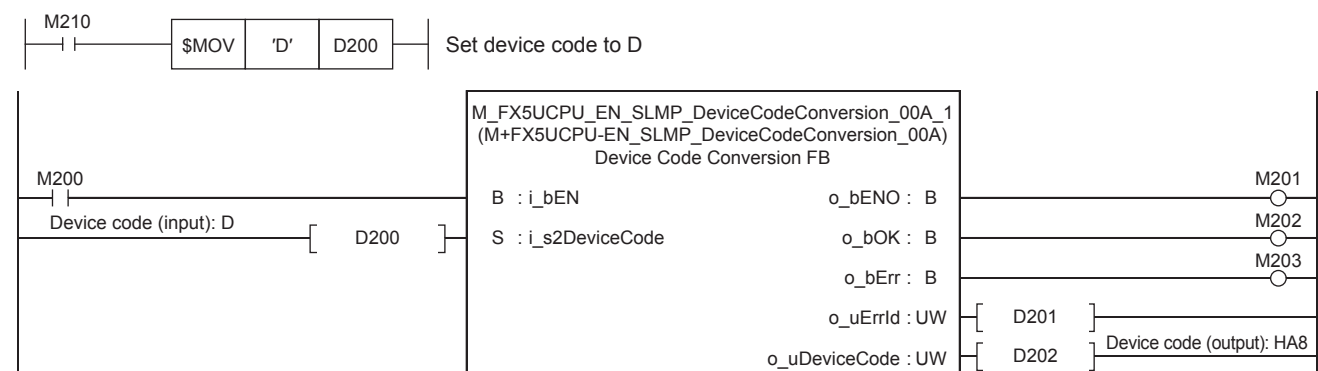 M210
$MOV 'D' D200 Set device code to D
M_FX5UCPU_EN_SLMP_DeviceCodeConversion_00A_1
(M+FX5UCPU-EN_SLMP_DeviceCodeConversion_00A)
Device Code Conversion FB
M200 M201
B : i_bEN o_bENO : B
Device code (input): D M202
D200 S : i_s2DeviceCode o_bOK : B
M203
o_bErr : B
o_uErrId : UW D201
Device code (output): HA8
o_uDeviceCode : UW D202